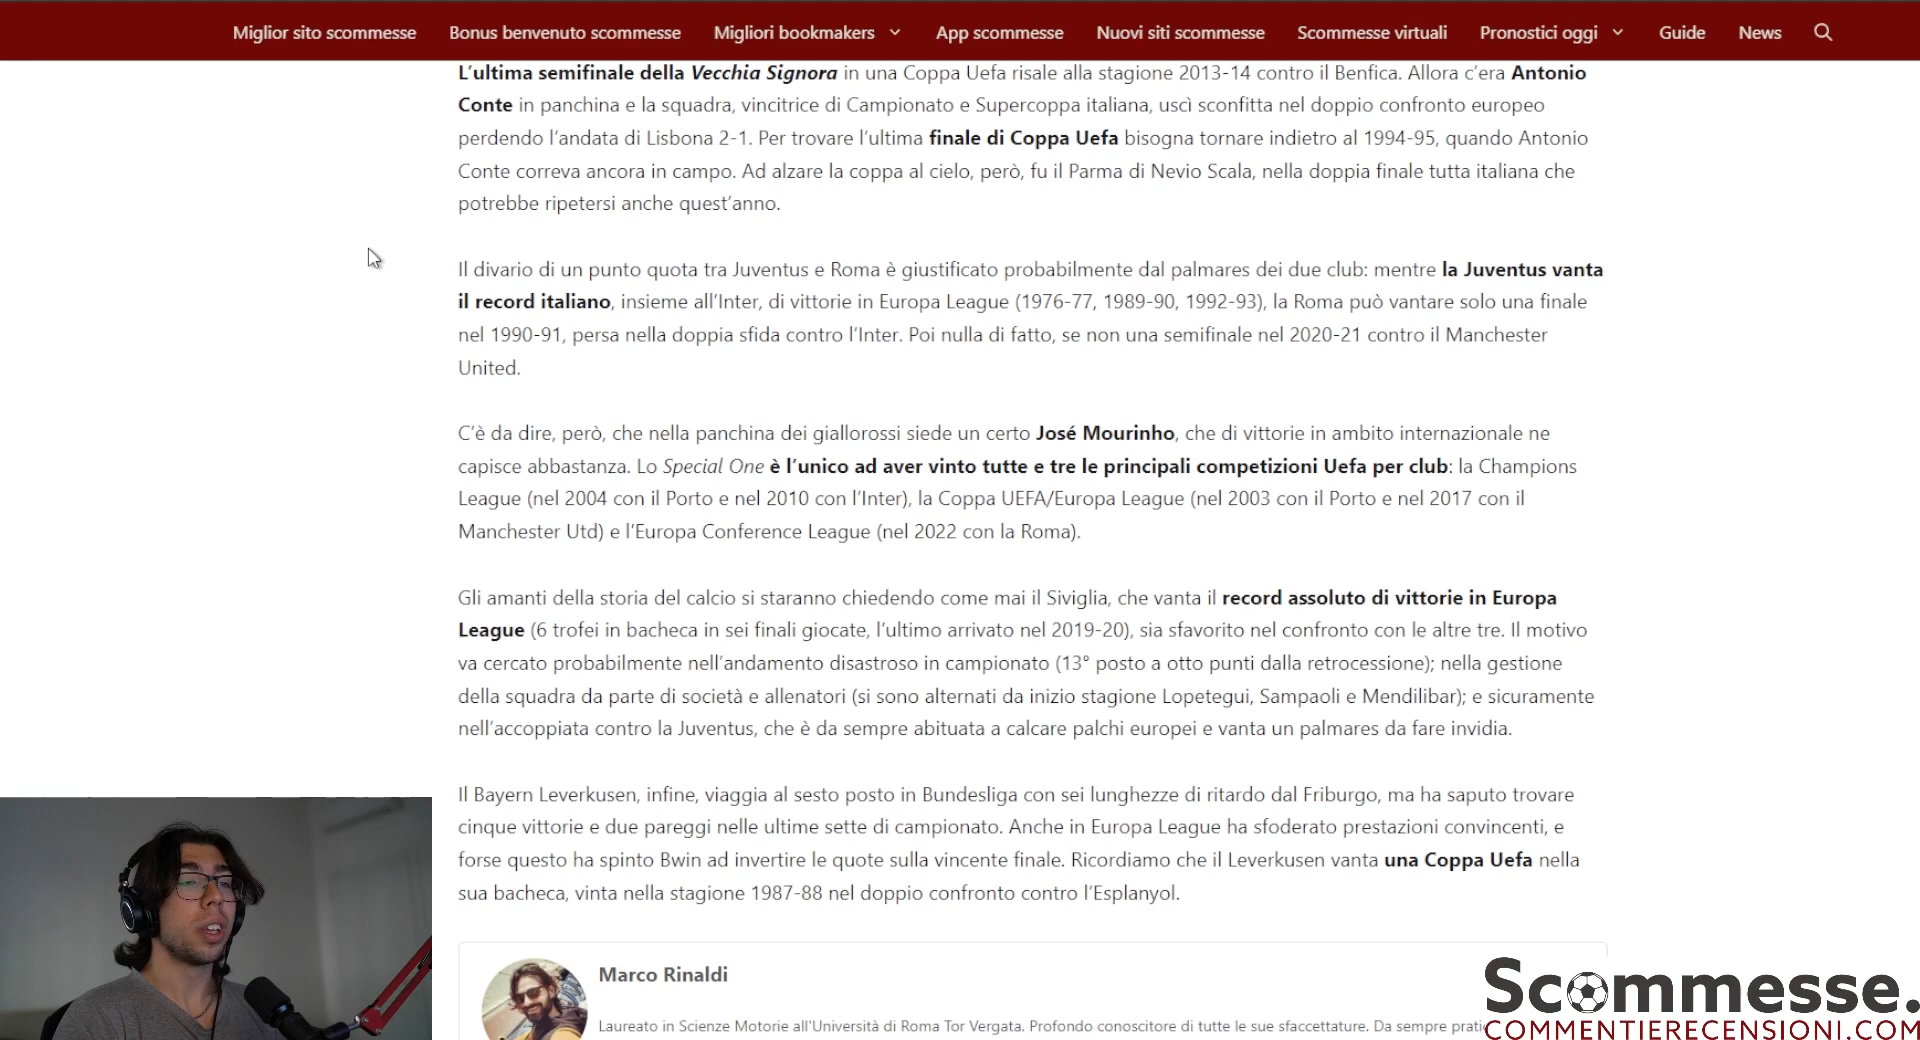 Miglior sito scommesse Bonus benvenuto scommesse Migliori bookmakers App scommesse Nuovi siti scommesse Scommesse virtuali Pronostici oggi Guide News
L'ultima semifinale della Vecchia Signora in una Coppa Uefa risale alla stagione 2013-14 contro il Benfica. Allora c'era Antonio
Conte in panchina e la squadra, vincitrice di Campionato e Supercoppa italiana, uscì sconfitta nel doppio confronto europeo
perdendo l'andata di Lisbona 2-1. Per trovare l'ultima finale di Coppa Uefa bisogna tornare indietro al 1994-95, quando Antonio
Conte correva ancora in campo. Ad alzare la coppa al cielo, però, fu il Parma di Nevio Scala, nella doppia finale tutta italiana che
potrebbe ripetersi anche quest'anno.
Il divario di un punto quota tra Juventus e Roma è giustificato probabilmente dal palmares dei due club: mentre la Juventus vanta
il record italiano, insieme all'Inter, di vittorie in Europa League (1976-77, 1989-90, 1992-93), la Roma può vantare solo una finale
nel 1990-91, persa nella doppia sfida contro l'Inter. Poi nulla di fatto, se non una semifinale nel 2020-21 contro il Manchester
United.
C'è da dire, però, che nella panchina dei giallorossi siede un certo José Mourinho, che di vittorie in ambito internazionale ne
capisce abbastanza. Lo Special One è l'unico ad aver vinto tutte e tre le principali competizioni Uefa per club: la Champions
League (nel 2004 con il Porto e nel 2010 con l'Inter), la Coppa UEFA/Europa League (nel 2003 con il Porto e nel 2017 con il
Manchester Utd) e l'Europa Conference League (nel 2022 con la Roma).
Gli amanti della storia del calcio si staranno chiedendo come mai il Siviglia, che vanta il record assoluto di vittorie in Europa
League (6 trofei in bacheca in sei finali giocate, l'ultimo arrivato nel 2019-20), sia sfavorito nel confronto con le altre tre. Il motivo
va cercato probabilmente nell'andamento disastroso in campionato (13° posto a otto punti dalla retrocessione); nella gestione
della squadra da parte di società e allenatori (si sono alternati da inizio stagione Lopetegui, Sampaoli e Mendilibar); e sicuramente
nell'accoppiata contro la Juventus, che è da sempre abituata a calcare palchi europei e vanta un palmares da fare invidia.
Il Bayern Leverkusen, infine, viaggia al sesto posto in Bundesliga con sei lunghezze di ritardo dal Friburgo, ma ha saputo trovare
cinque vittorie e due pareggi nelle ultime sette di campionato. Anche in Europa League ha sfoderato prestazioni convincenti, e
forse questo ha spinto Bwin ad invertire le quote sulla vincente finale. Ricordiamo che il Leverkusen vanta una Coppa Uefa nella
sua bacheca, vinta nella stagione 1987-88 nel doppio confronto contro l'Esplanyol.
Marco Rinaldi
Laureato in Scienze Motorie all'Università di Roma Tor Vergata. Profondo conoscitore di tutte le sue sfaccettature. Da sempre
Scommesse.
COMMENTIERECENSIONI.COM